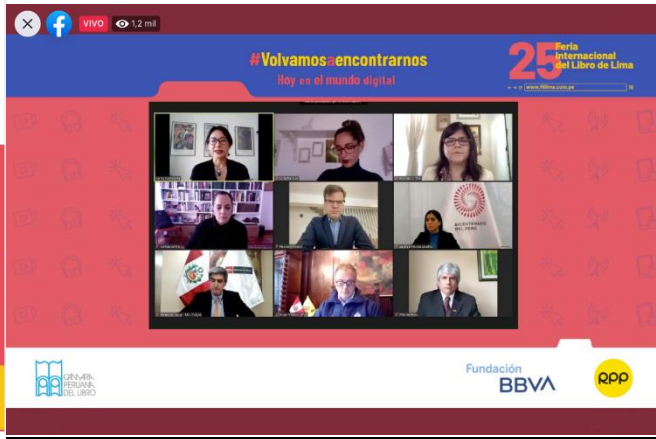 VIVO 1,2 mil
#Volvamosaencontrarnos
Hoy en el mundo digital
25 Feria
Internacional
del Libro de Lima
www.fillima.com.pe
BICENTENARIO
DEL PERÚ
CÁMARA
PERUANA
DEL LIBRO
Fundación
BBVA
RPP